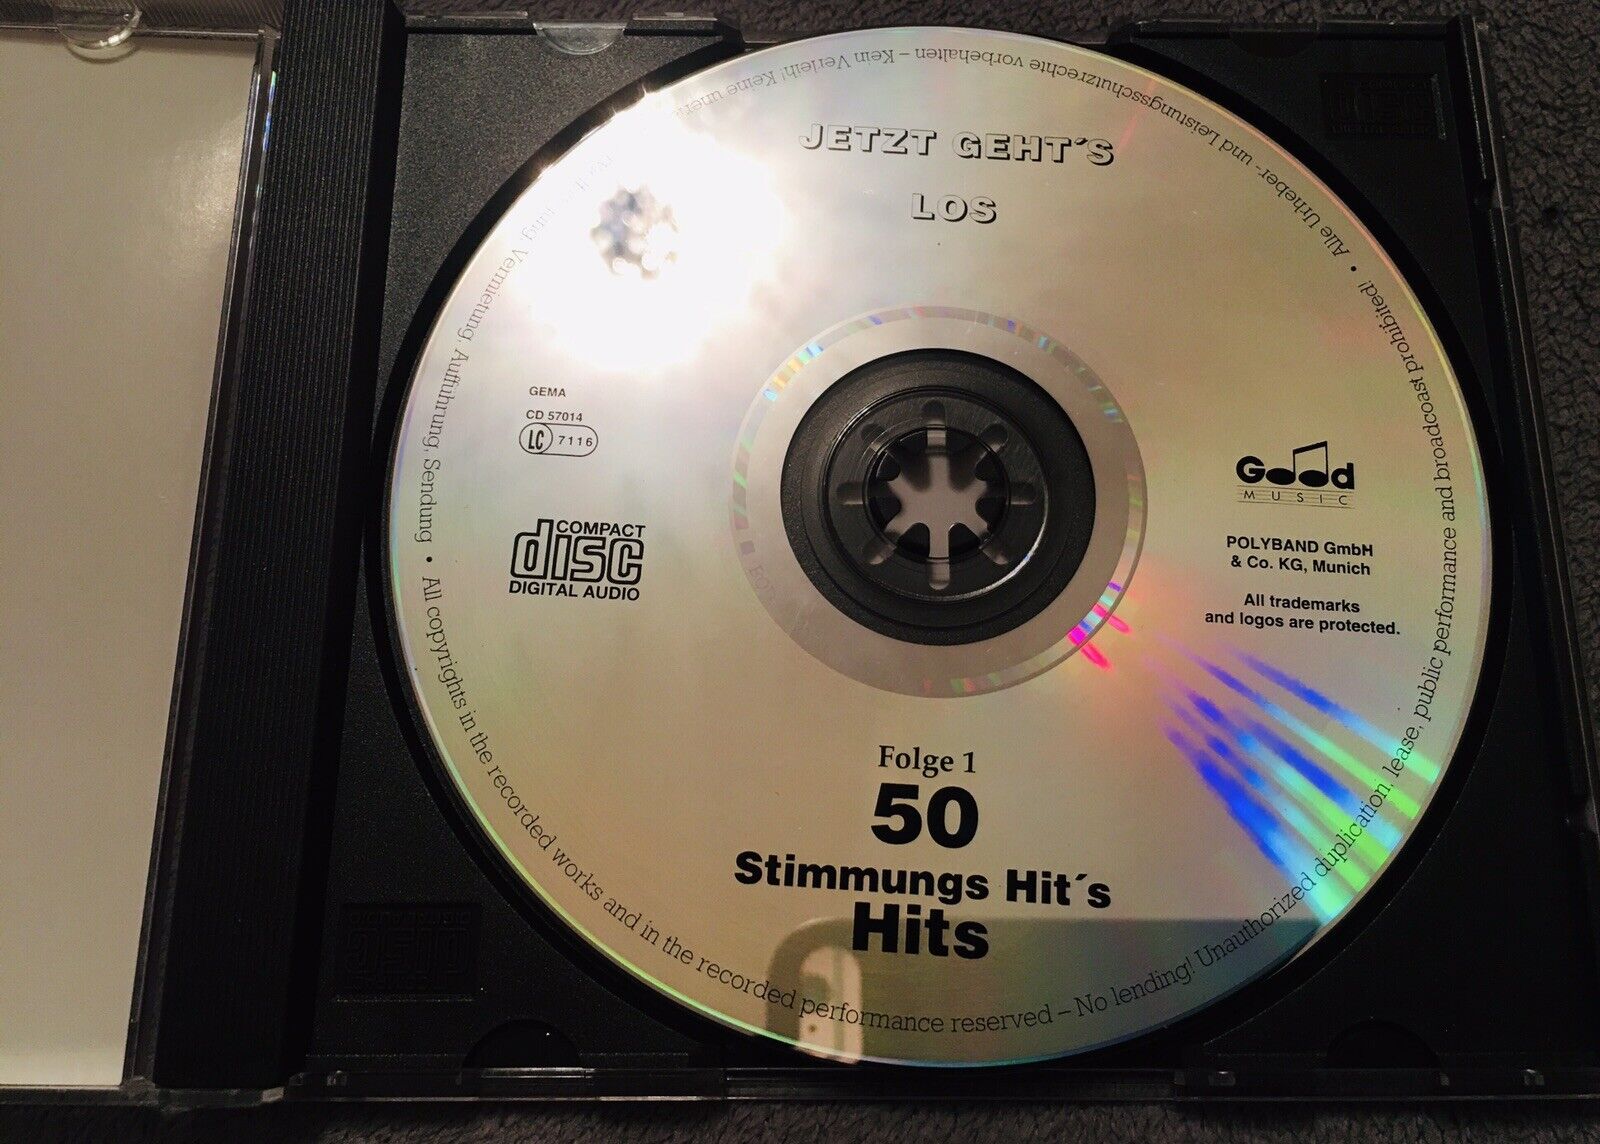 JETZT GEHT´S
LOS
GEMA
CD 57014
LC 7116
COMPACT
disc
DIGITAL AUDIO
Good
MUSIC
POLYBAND GmbH
& Co. KG, Munich
All trademarks
and logos are protected.
Folge 1
50
Stimmungs Hit´s
Hits
• All copyrights in the recorded works and in the recorded performance reserved – No lending! Unauthorized duplication, lease, public performance and broadcoast prohibited!
• Alle Urheber- und Leistungsschutzrechte vorbehalten – Kein Verleih! Keine Vermietung, Aufführung, Sendung